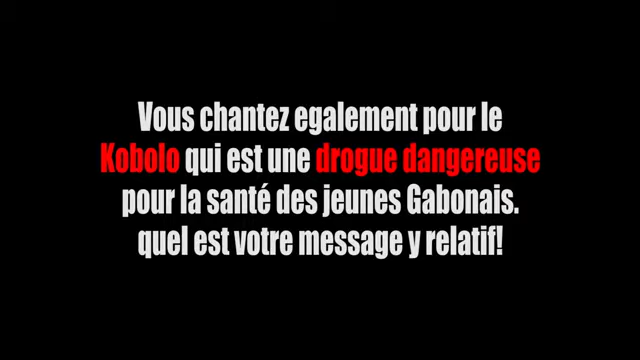 Vous chantez egalement pour le
Kobolo qui est une drogue dangereuse
pour la santé des jeunes Gabonais.
quel est votre message y relatif!